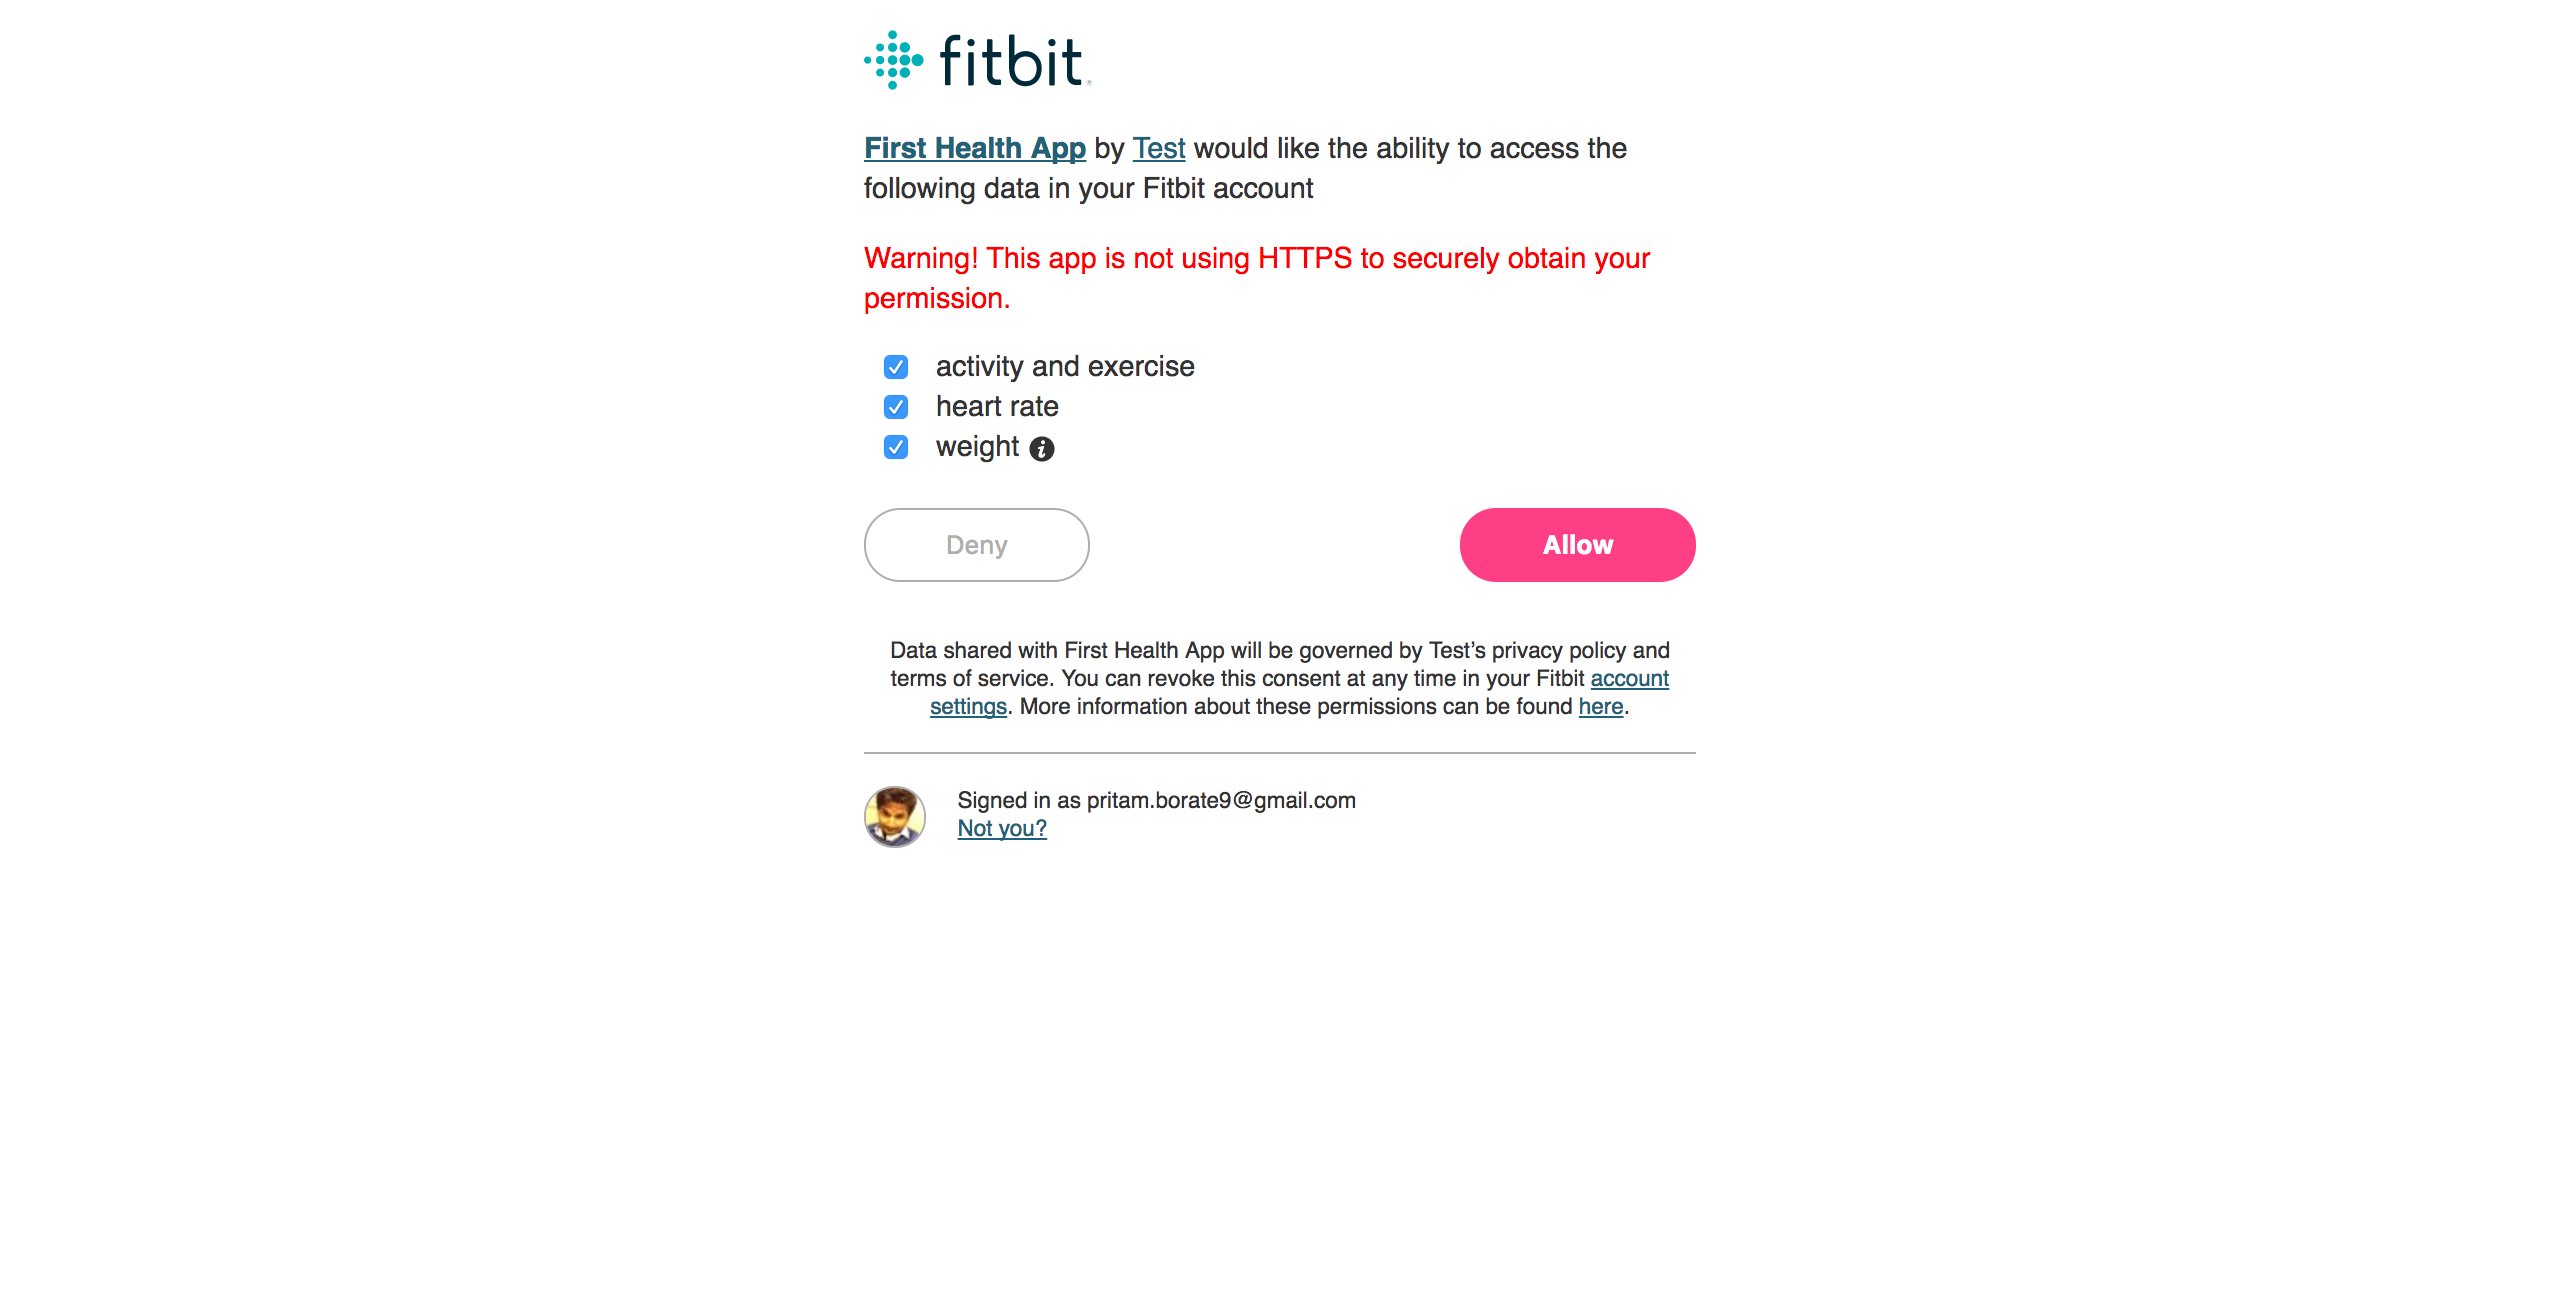 fitbit
First Health App by Test would like the ability to access the
following data in your Fitbit account
Warning! This app is not using HTTPS to securely obtain your
permission.
activity and exercise
heart rate
weight
Deny
Allow
Data shared with First Health App will be governed by Test’s privacy policy and
terms of service. You can revoke this consent at any time in your Fitbit account
settings. More information about these permissions can be found here.
Signed in as pritam.borate9@gmail.com
Not you?